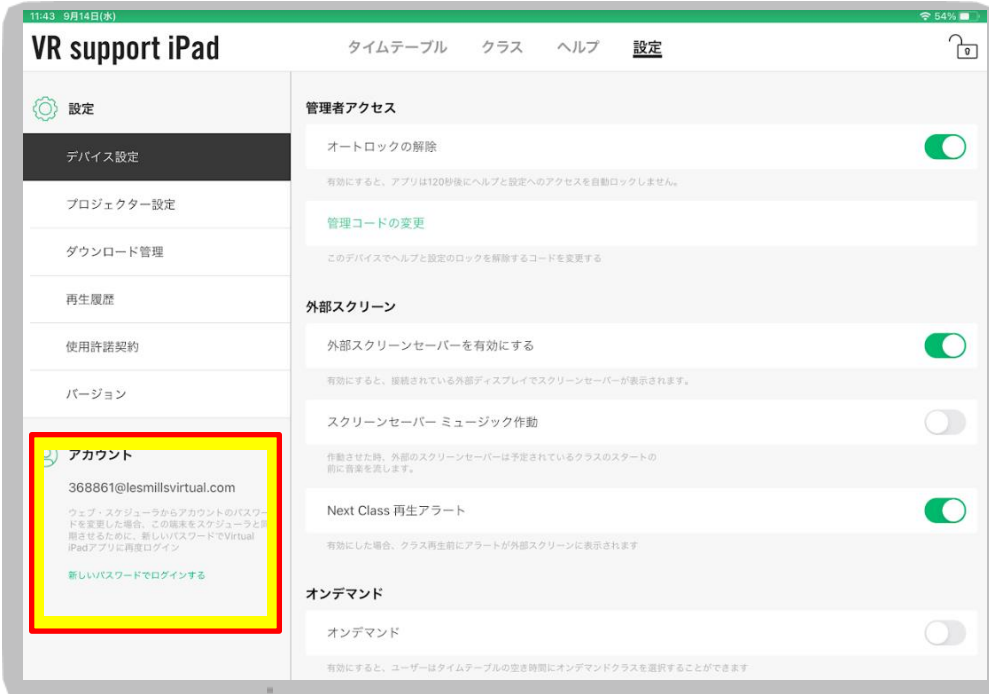 11:43 9月14日(水)
54%
VR support iPad
タイムテーブル クラス ヘルプ 設定
設定
デバイス設定
プロジェクター設定
ダウンロード管理
再生履歴
使用許諾契約
バージョン
アカウント
368861@lesmillsvirtual.com
ウェブ・スケジューラからアカウントのパスワー
ドを変更した場合、この端末をスケジューラと同
期させるために、新しいパスワードでVirtual
iPadアプリに再度ログイン
新しいパスワードでログインする
管理者アクセス
オートロックの解除
有効にすると、アプリは120秒後にヘルプと設定へのアクセスを自動ロックしません。
管理コードの変更
このデバイスでヘルプと設定のロックを解除するコードを変更する
外部スクリーン
外部スクリーンセーバーを有効にする
有効にすると、接続されている外部ディスプレイでスクリーンセーバーが表示されます。
スクリーンセーバー ミュージック作動
作動させた時、外部のスクリーンセーバーは予定されているクラスのスタートの
前に音楽を流します。
Next Class 再生アラート
有効にした場合、クラス再生前にアラートが外部スクリーンに表示されます
オンデマンド
オンデマンド
有効にすると、ユーザーはタイムテーブルの空き時間にオンデマンドクラスを選択することができます